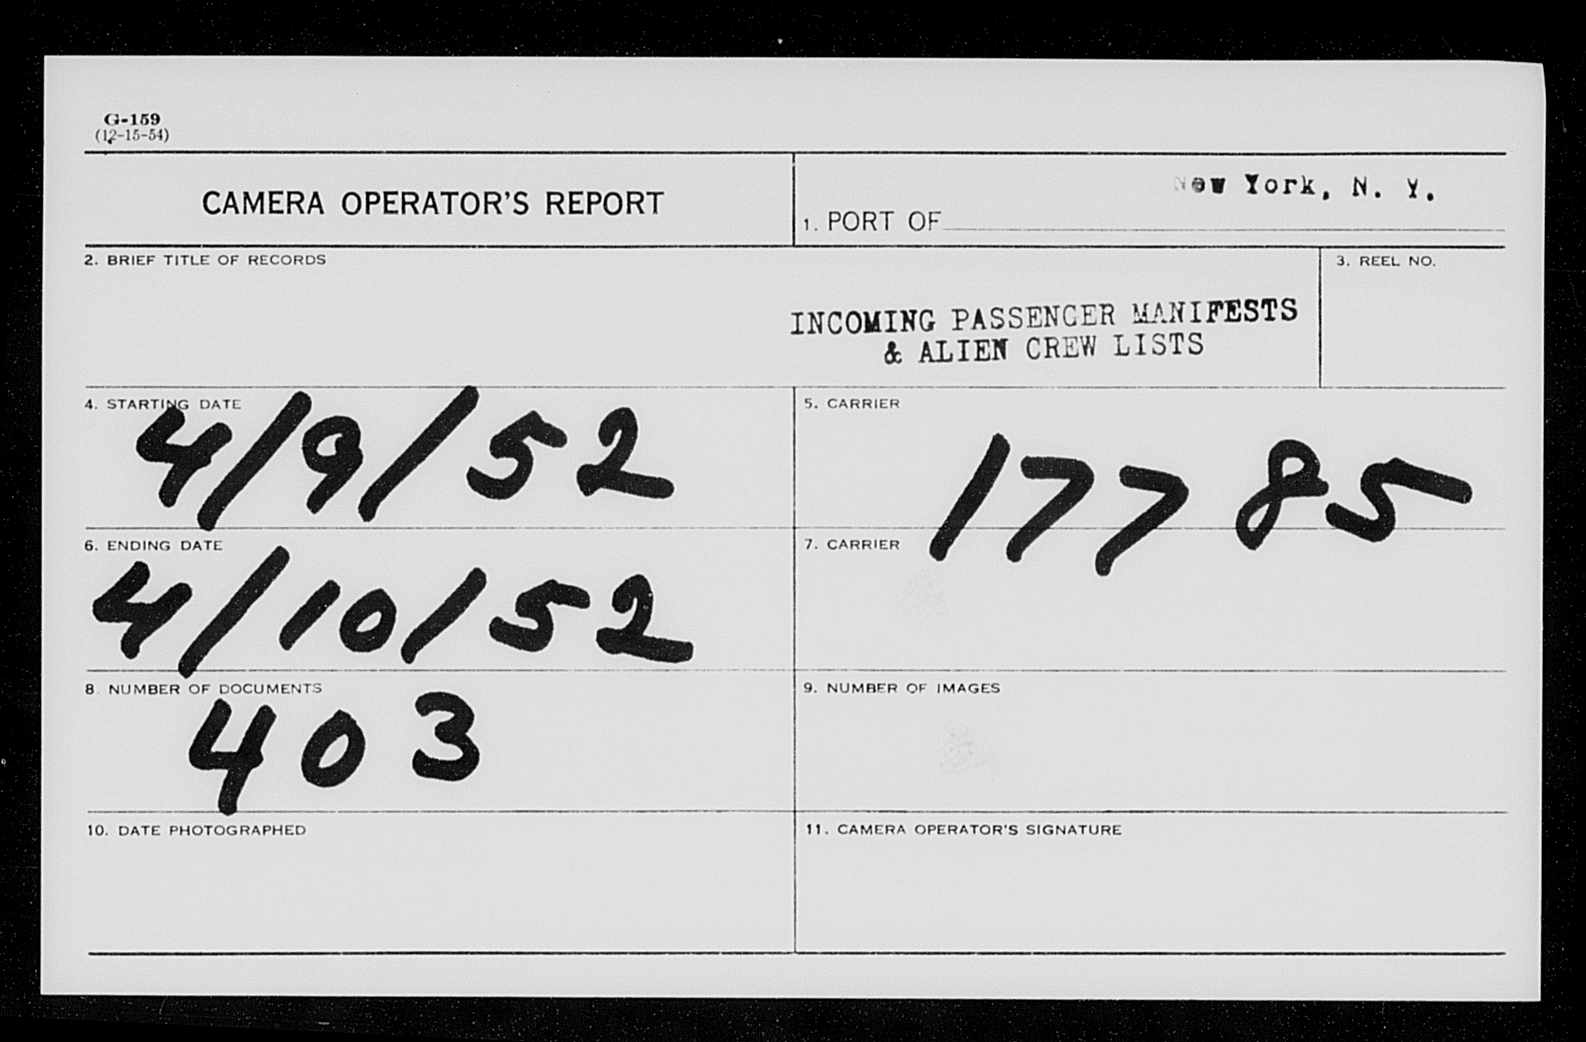 G-159
(12-15-54)
CAMERA OPERATOR'S REPORT
1. PORT OF New York, N. Y.
2. BRIEF TITLE OF RECORDS
INCOMING PASSENGER MANIFESTS
& ALIEN CREW LISTS
3. REEL NO.
4. STARTING DATE
4/9/52
5. CARRIER
17785
6. ENDING DATE
4/10/52
7. CARRIER
8. NUMBER OF DOCUMENTS
403
9. NUMBER OF IMAGES
10. DATE PHOTOGRAPHED
11. CAMERA OPERATOR'S SIGNATURE